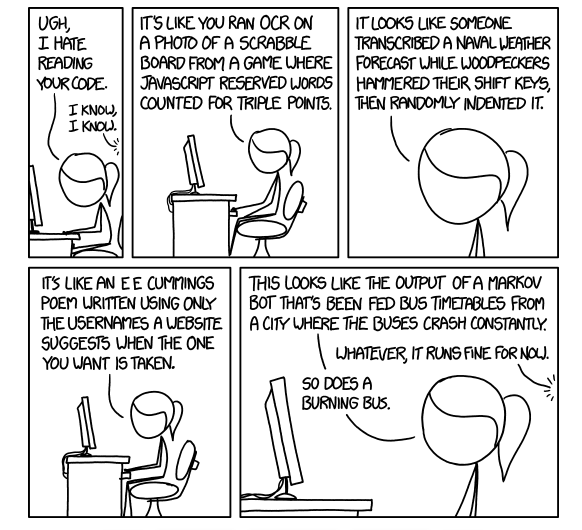 UGH,
I HATE
READING
YOUR CODE.
I KNOW,
I KNOW.
IT'S LIKE YOU RAN OCR ON
A PHOTO OF A SCRABBLE
BOARD FROM A GAME WHERE
JAVASCRIPT RESERVED WORDS
COUNTED FOR TRIPLE POINTS.
IT LOOKS LIKE SOMEONE
TRANSCRIBED A NAVAL WEATHER
FORECAST WHILE WOODPECKERS
HAMMERED THEIR SHIFT KEYS,
THEN RANDOMLY INDENTED IT.
IT'S LIKE AN E E CUMMINGS
POEM WRITTEN USING ONLY
THE USERNAMES A WEBSITE
SUGGESTS WHEN THE ONE
YOU WANT IS TAKEN.
THIS LOOKS LIKE THE OUTPUT OF A MARKOV
BOT THAT'S BEEN FED BUS TIMETABLES FROM
A CITY WHERE THE BUSES CRASH CONSTANTLY.
WHATEVER, IT RUNS FINE FOR NOW.
SO DOES A
BURNING BUS.